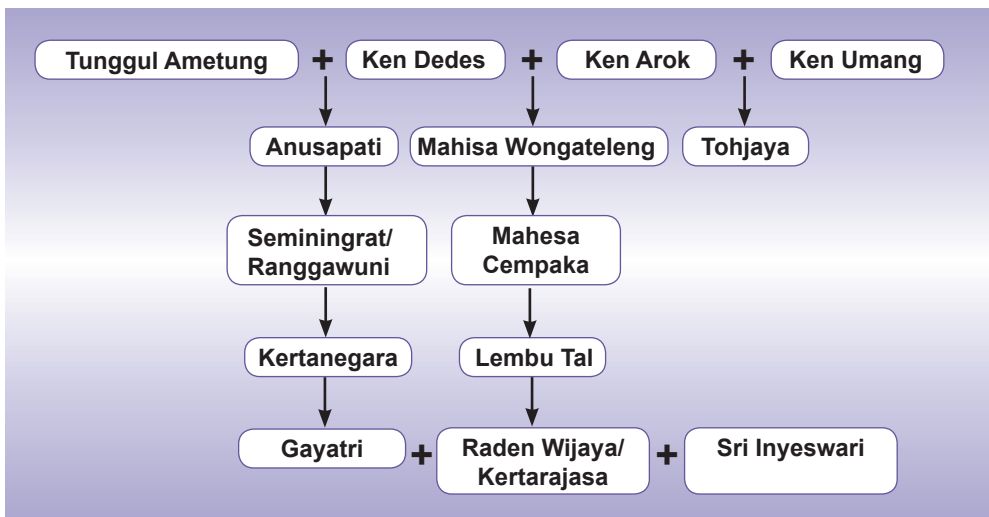 Tunggul Ametung + Ken Dedes + Ken Arok + Ken Umang
Anusapati
Mahisa Wongateleng
Tohjaya
Seminingrat/
Ranggawuni
Mahesa
Cempaka
Kertanegara
Lembu Tal
Gayatri
+
Raden Wijaya/
Kertarajasa
+
Sri Inyeswari